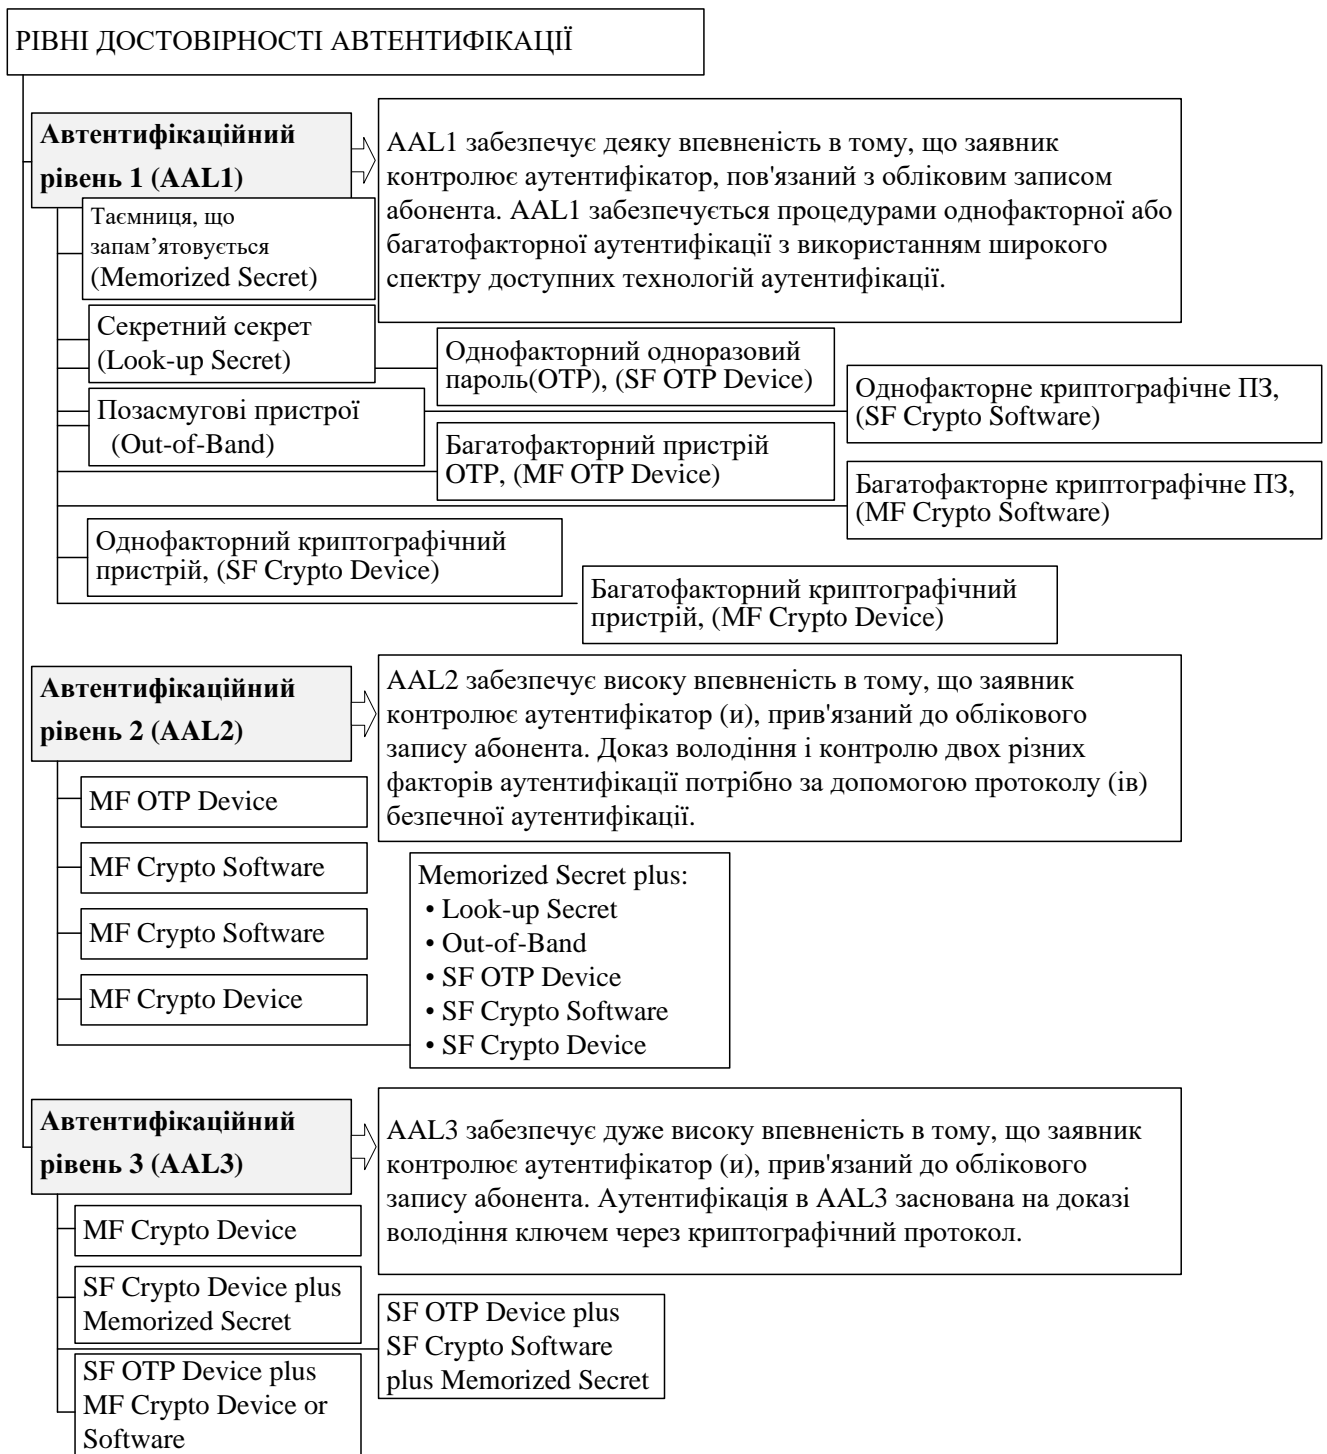 РІВНІ ДОСТОВІРНОСТІ АВТЕНТИФІКАЦІЇ
Автентифікаційний
рівень 1 (AAL1)
AAL1 забезпечує деяку впевненість в тому, що заявник
контролює аутентифікатор, пов'язаний з обліковим записом
абонента. AAL1 забезпечується процедурами однофакторної або
багатофакторної аутентифікації з використанням широкого
спектру доступних технологій аутентифікації.
Таємниця, що
запам’ятовується
(Memorized Secret)
Секретний секрет
(Look-up Secret)
Однофакторний одноразовий
пароль(OTP), (SF OTP Device)
Однофакторне криптографічне ПЗ,
(SF Crypto Software)
Позасмугові пристрої
(Out-of-Band)
Багатофакторний пристрій
OTP, (MF OTP Device)
Багатофакторне криптографічне ПЗ,
(MF Crypto Software)
Однофакторний криптографічний
пристрій, (SF Crypto Device)
Багатофакторний криптографічний
пристрій, (MF Crypto Device)
Автентифікаційний
рівень 2 (AAL2)
AAL2 забезпечує високу впевненість в тому, що заявник
контролює аутентифікатор (и), прив'язаний до облікового
запису абонента. Доказ володіння і контролю двох різних
факторів аутентифікації потрібно за допомогою протоколу (ів)
безпечної аутентифікації.
MF OTP Device
MF Crypto Software
MF Crypto Software
MF Crypto Device
Memorized Secret plus:
• Look-up Secret
• Out-of-Band
• SF OTP Device
• SF Crypto Software
• SF Crypto Device
Автентифікаційний
рівень 3 (AAL3)
AAL3 забезпечує дуже високу впевненість в тому, що заявник
контролює аутентифікатор (и), прив'язаний до облікового
запису абонента. Аутентифікація в AAL3 заснована на доказі
володіння ключем через криптографічний протокол.
MF Crypto Device
SF Crypto Device plus
Memorized Secret
SF OTP Device plus
SF Crypto Software
plus Memorized Secret
SF OTP Device plus
MF Crypto Device or
Software